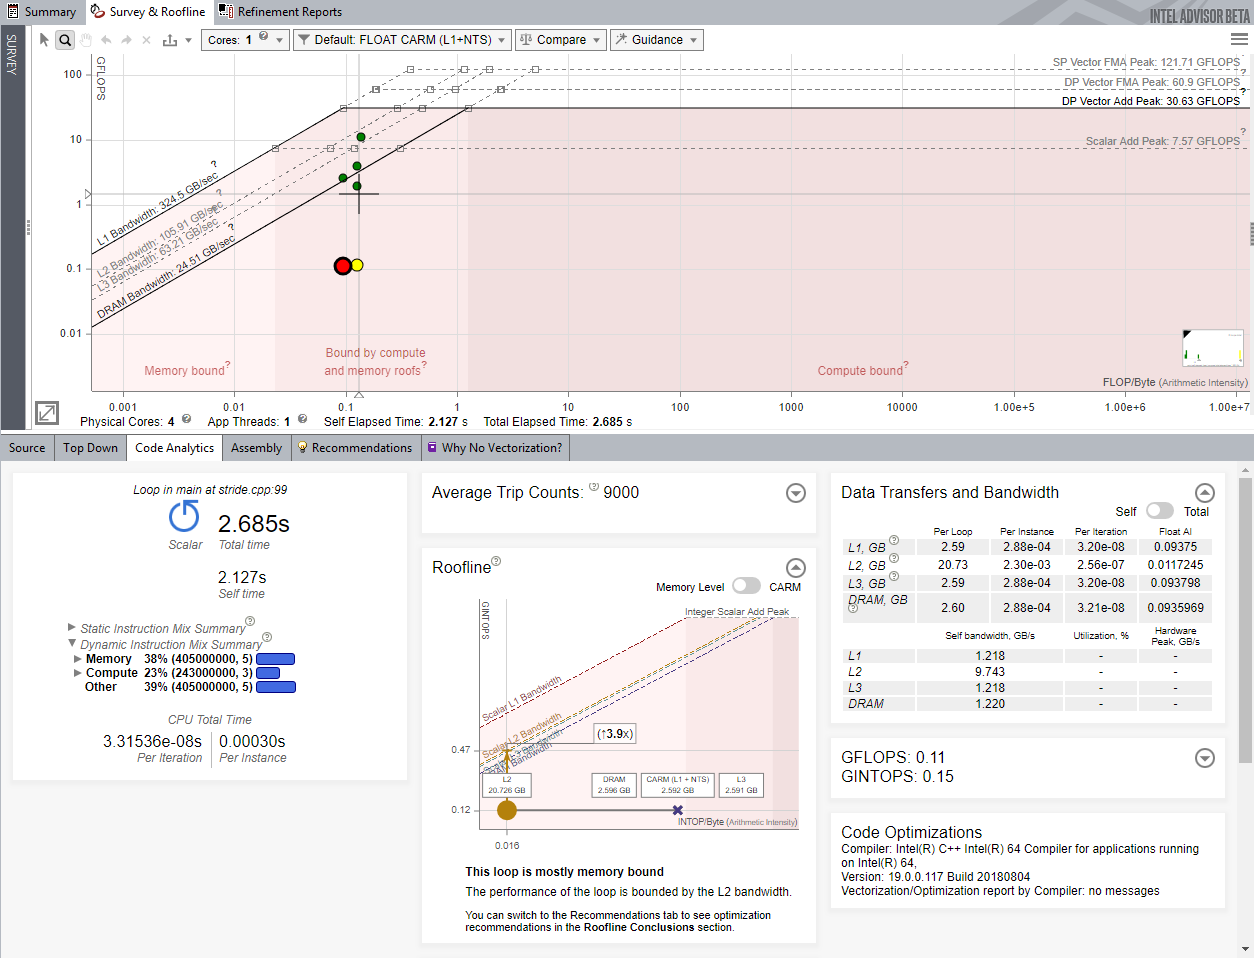 Summary
Survey & Roofline
Refinement Reports
INTEL ADVISOR BETA
SURVEY
Cores: 1 ?
Default: FLOAT CARM (L1+NTS)
Compare
Guidance
GFLOPS
100
10
1
0.1
0.01
SP Vector FMA Peak: 121.71 GFLOPS ?
DP Vector FMA Peak: 60.9 GFLOPS ?
DP Vector Add Peak: 30.63 GFLOPS
Scalar Add Peak: 7.57 GFLOPS ?
L1 Bandwidth: 324.5 GB/sec ?
L2 Bandwidth: 105.91 GB/sec ?
L3 Bandwidth: 63.21 GB/sec ?
DRAM Bandwidth: 24.51 GB/sec ?
Memory bound ?
Bound by compute
and memory roofs ?
Compute bound ?
FLOP/Byte (Arithmetic Intensity)
0.001 0.01 0.1 1 10 100 1000 10000 1.00e+5 1.00e+6 1.00e+7
Physical Cores: 4 ? App Threads: 1 ? Self Elapsed Time: 2.127 s Total Elapsed Time: 2.685 s
Source
Top Down
Code Analytics
Assembly
Recommendations
Why No Vectorization?
Loop in main at stride.cpp:99
2.685s
Scalar Total time
2.127s
Self time
Static Instruction Mix Summary ?
Dynamic Instruction Mix Summary ?
Memory 38% (405000000, 5)
Compute 23% (243000000, 3)
Other 39% (405000000, 5)
CPU Total Time
3.31536e-08s 0.00030s
Per Iteration Per Instance
Average Trip Counts: ? 9000
Roofline ?
Memory Level CARM
GINTOPS
Integer Scalar Add Peak
Scalar L1 Bandwidth
Scalar L2 Bandwidth
(↑3.9x)
0.47
L2
20.726 GB
DRAM
2.596 GB
CARM (L1 + NTS)
2.592 GB
L3
2.591 GB
0.12
INTOP/Byte (Arithmetic Intensity)
0.016
This loop is mostly memory bound
The performance of the loop is bounded by the L2 bandwidth.
You can switch to the Recommendations tab to see optimization
recommendations in the Roofline Conclusions section.
Data Transfers and Bandwidth
Self Total
Per Loop Per Instance Per Iteration Float AI
L1, GB ? 2.59 2.88e-04 3.20e-08 0.09375
L2, GB ? 20.73 2.30e-03 2.56e-07 0.0117245
L3, GB ? 2.59 2.88e-04 3.20e-08 0.093798
DRAM, GB ? 2.60 2.88e-04 3.21e-08 0.0935969
Self bandwidth, GB/s Utilization, % Hardware Peak, GB/s
L1 1.218 - -
L2 9.743 - -
L3 1.218 - -
DRAM 1.220 - -
GFLOPS: 0.11
GINTOPS: 0.15
Code Optimizations
Compiler: Intel(R) C++ Intel(R) 64 Compiler for applications running
on Intel(R) 64,
Version: 19.0.0.117 Build 20180804
Vectorization/Optimization report by Compiler: no messages